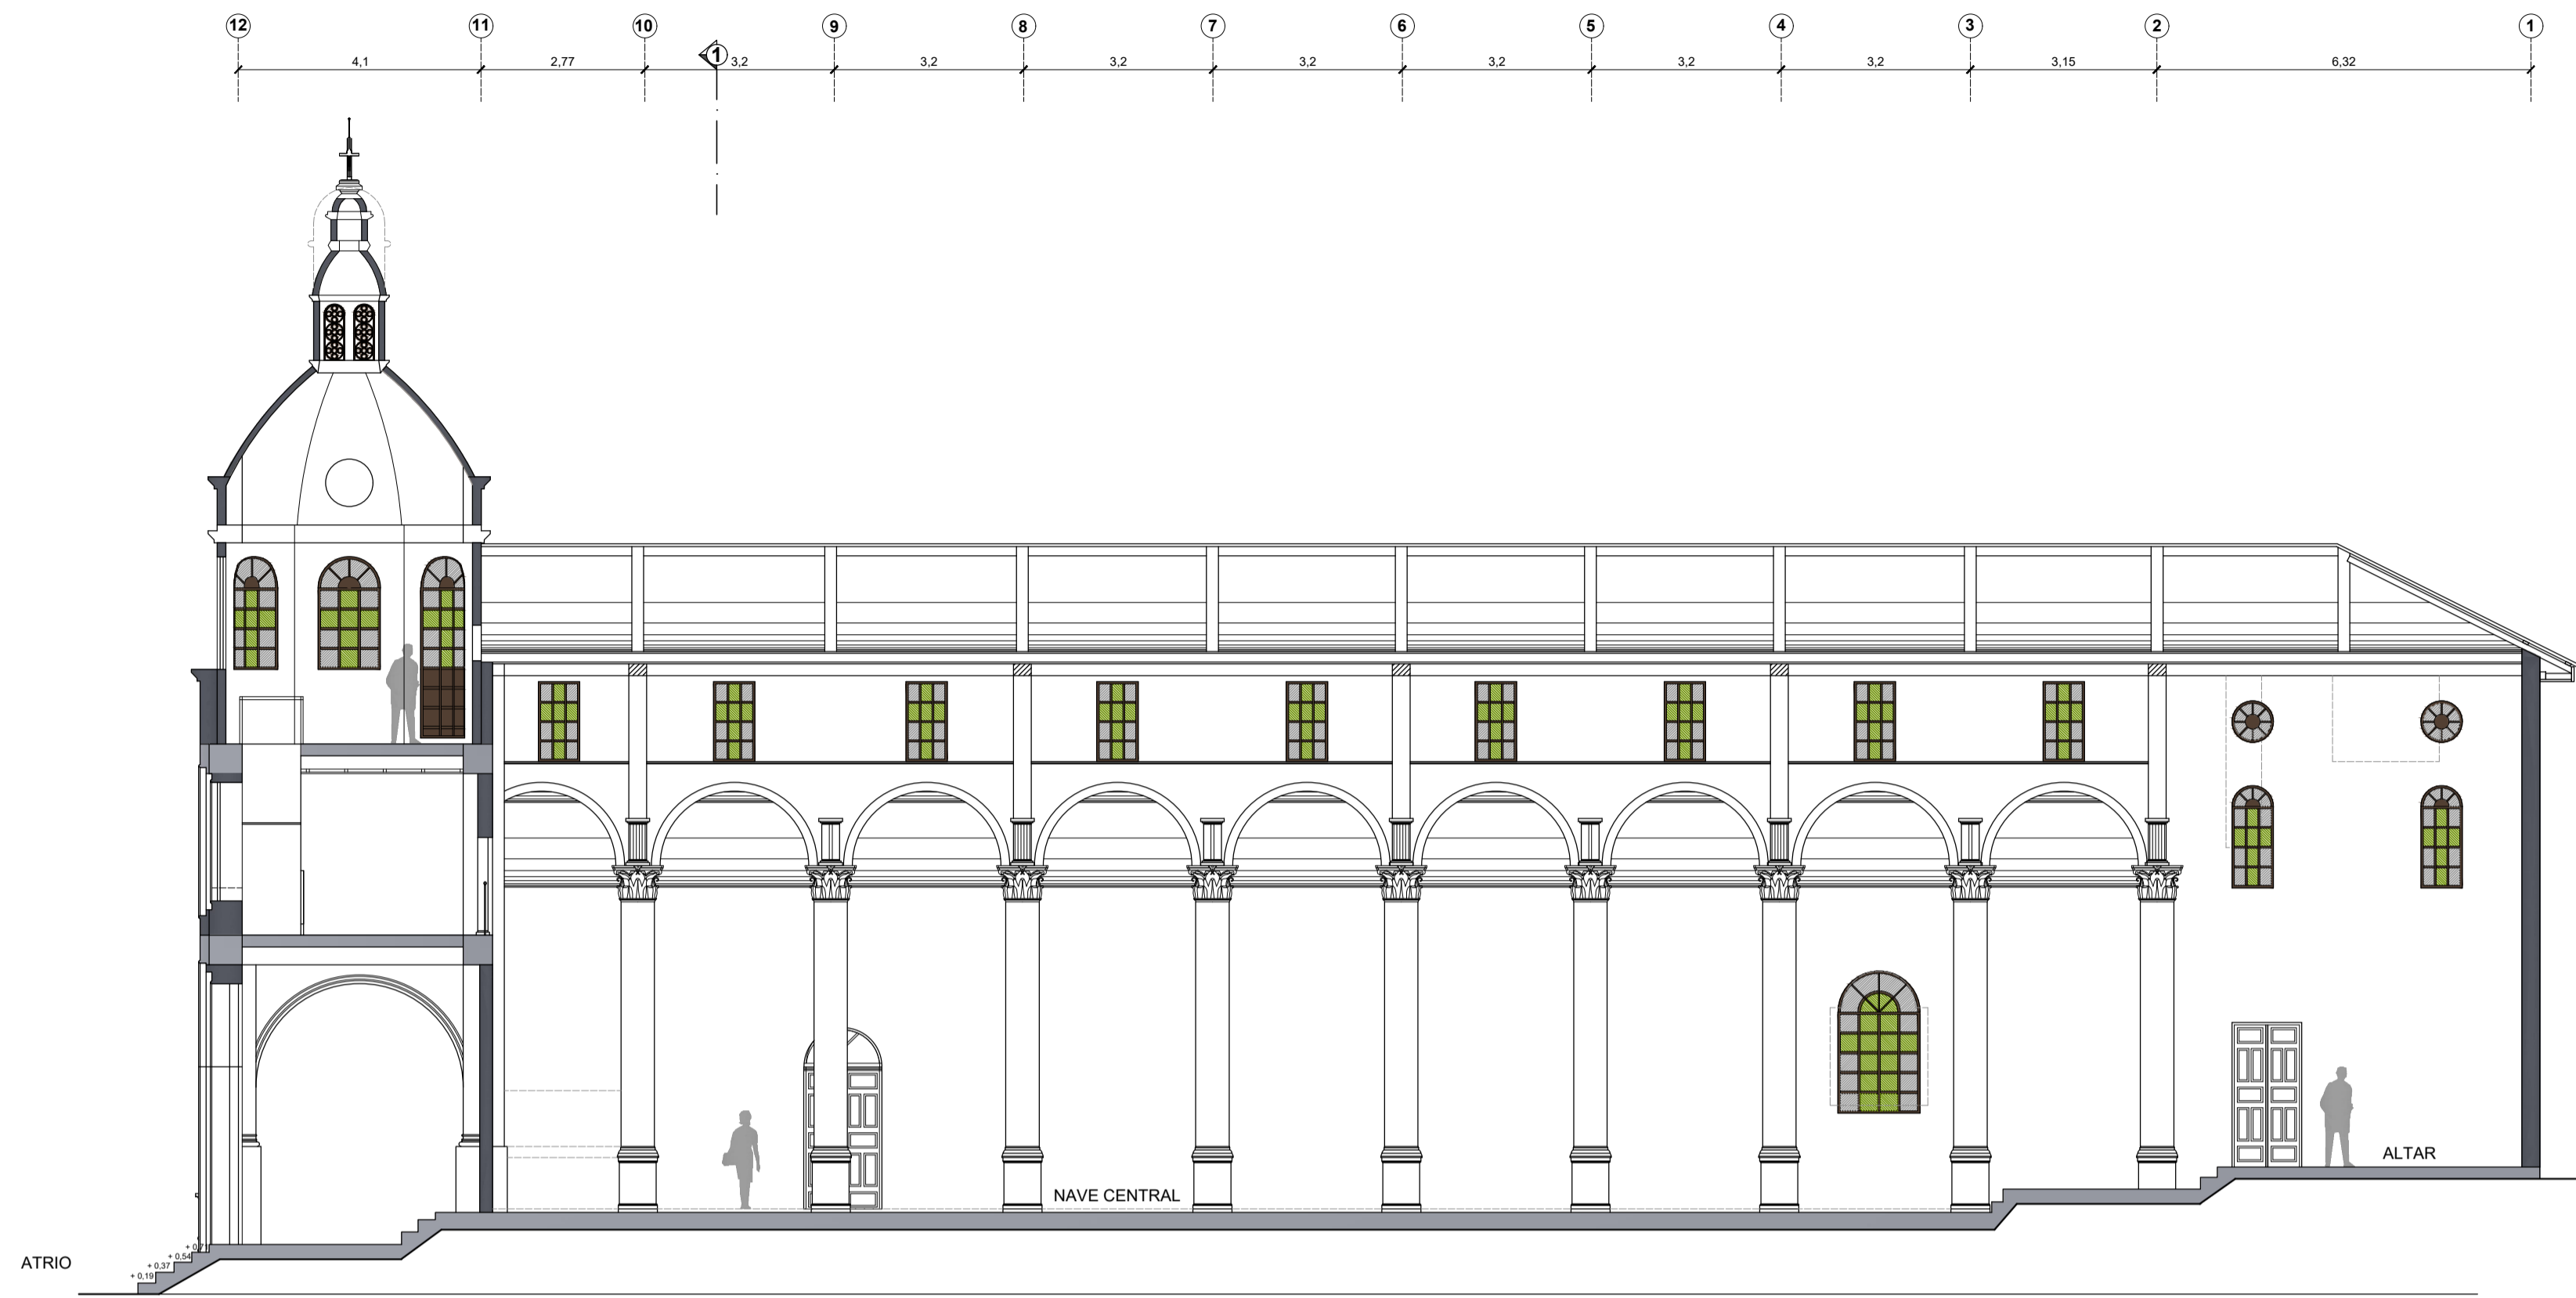 12 11 10 9 8 7 6 5 4 3 2 1
1
4,1 2,77 3,2 3,2 3,2 3,2 3,2 3,2 3,2 3,15 6,32
ALTAR
NAVE CENTRAL
+ 0,54
+ 0,37
+ 0,19
ATRIO